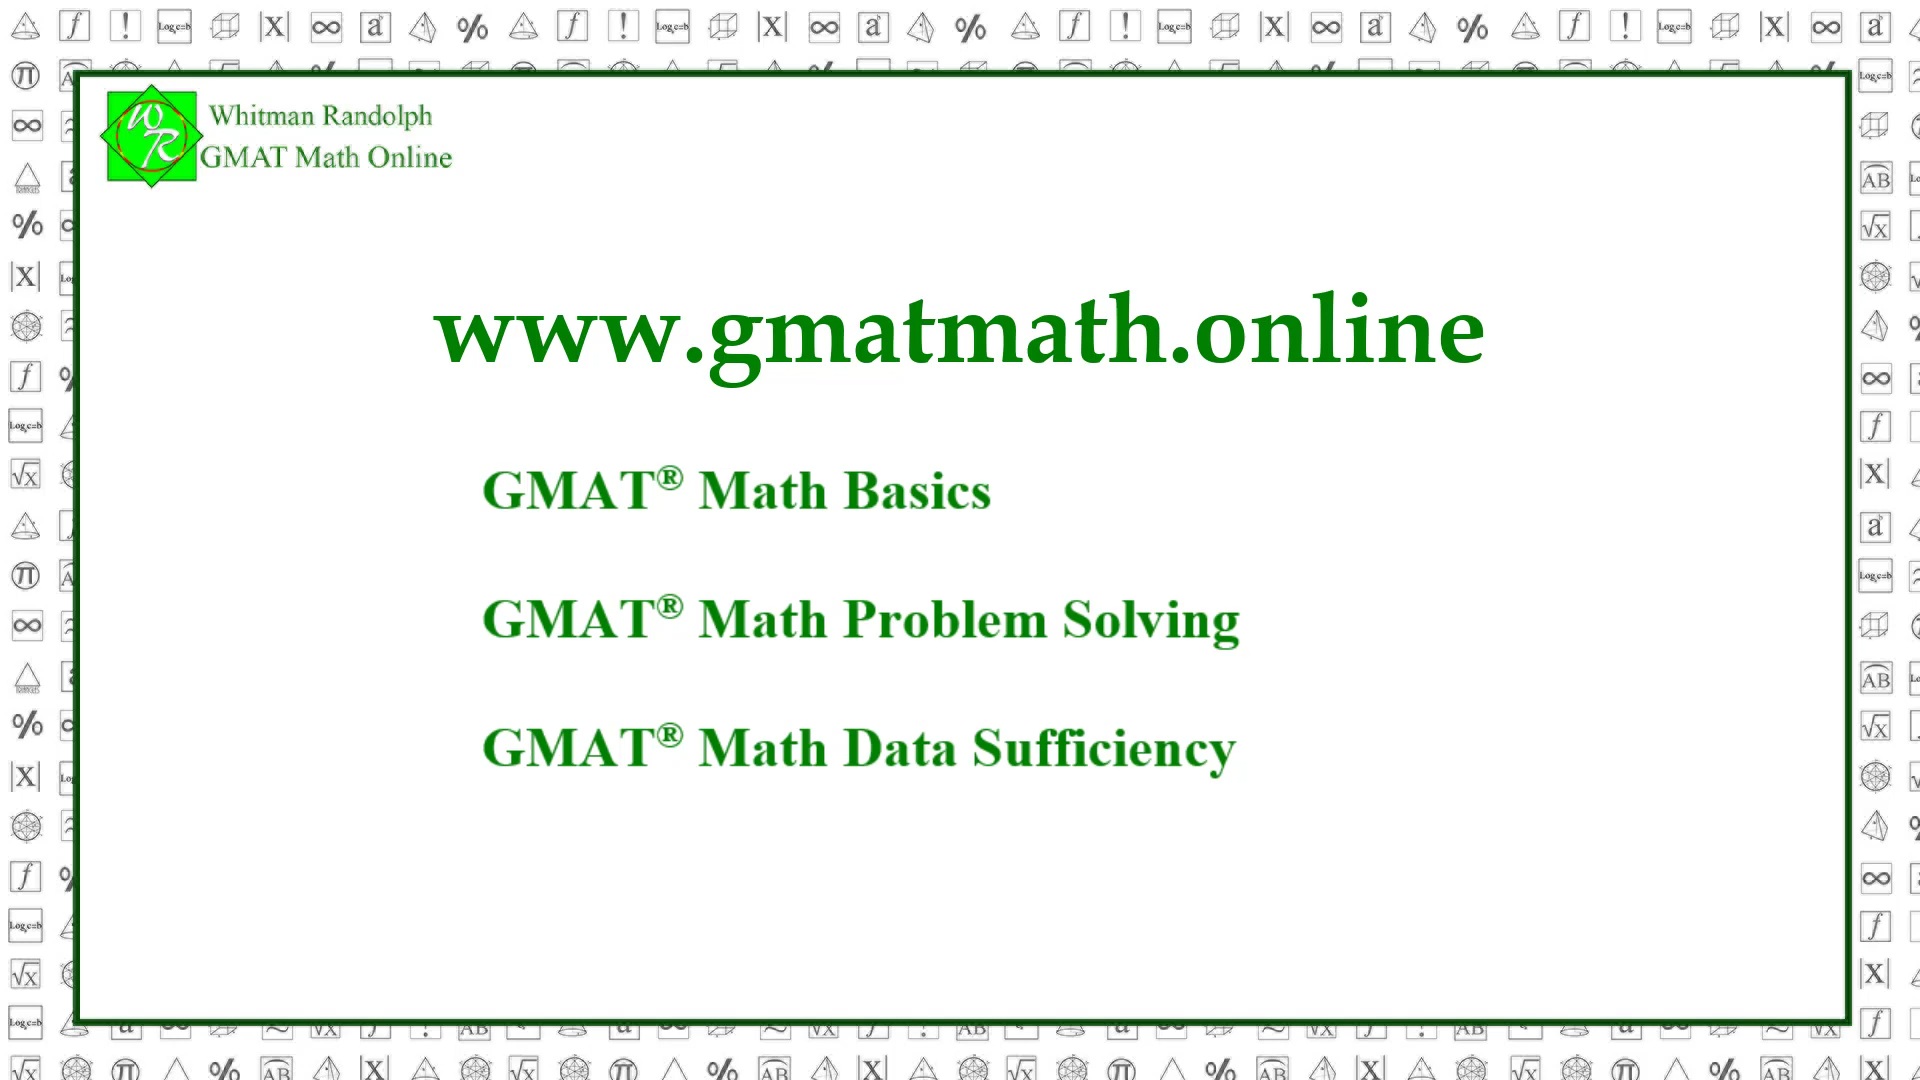 Whitman Randolph
GMAT Math Online
www.gmatmath.online
GMAT® Math Basics
GMAT® Math Problem Solving
GMAT® Math Data Sufficiency